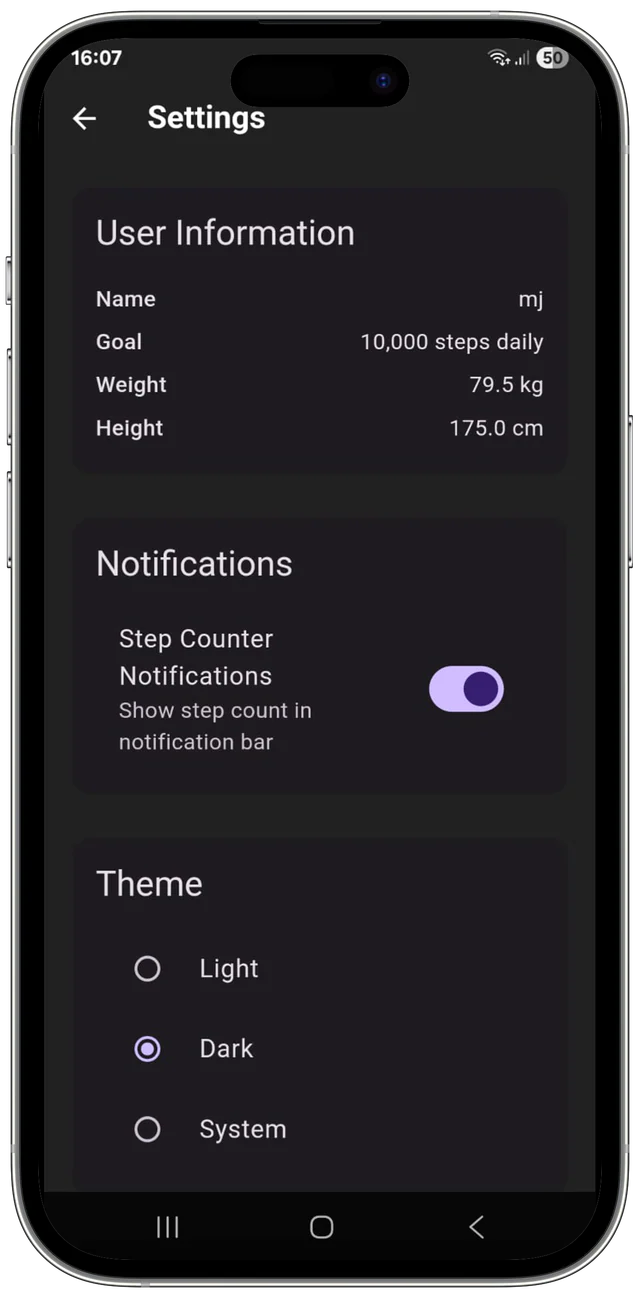 16:07
50
Settings
User Information
Name mj
Goal 10,000 steps daily
Weight 79.5 kg
Height 175.0 cm
Notifications
Step Counter
Notifications
Show step count in
notification bar
Theme
Light
Dark
System